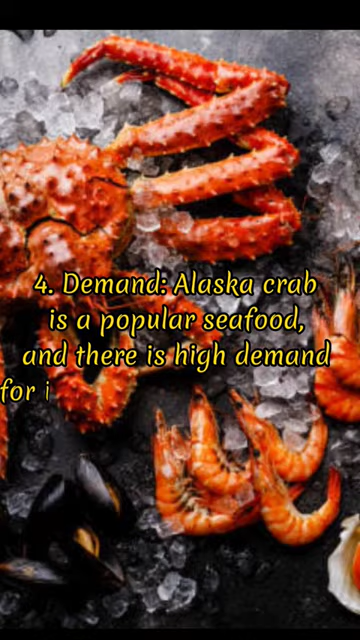 4. Demand: Alaska crab
is a popular seafood,
and there is high demand
for i